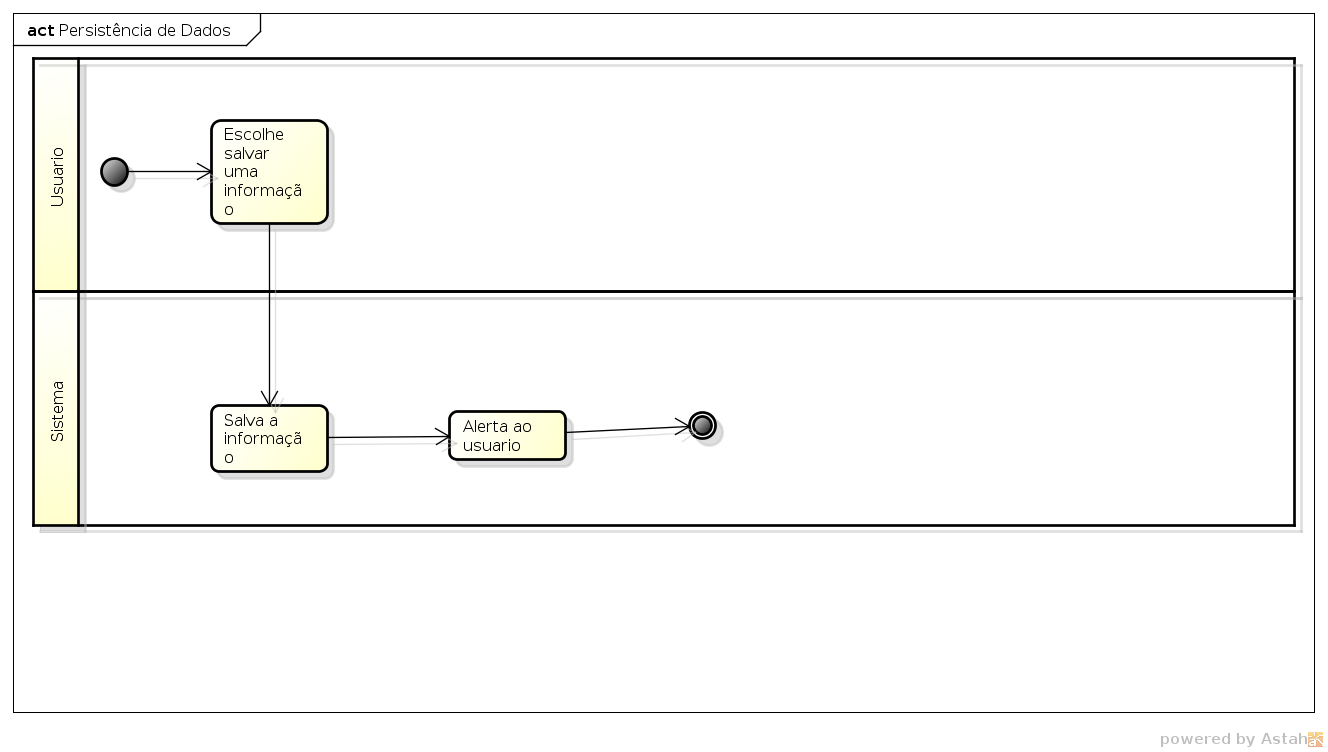 act Persistência de Dados
Usuario
Escolhe
salvar
uma
informaçã
o
Sistema
Salva a
informaçã
o
Alerta ao
usuario
powered by Astah